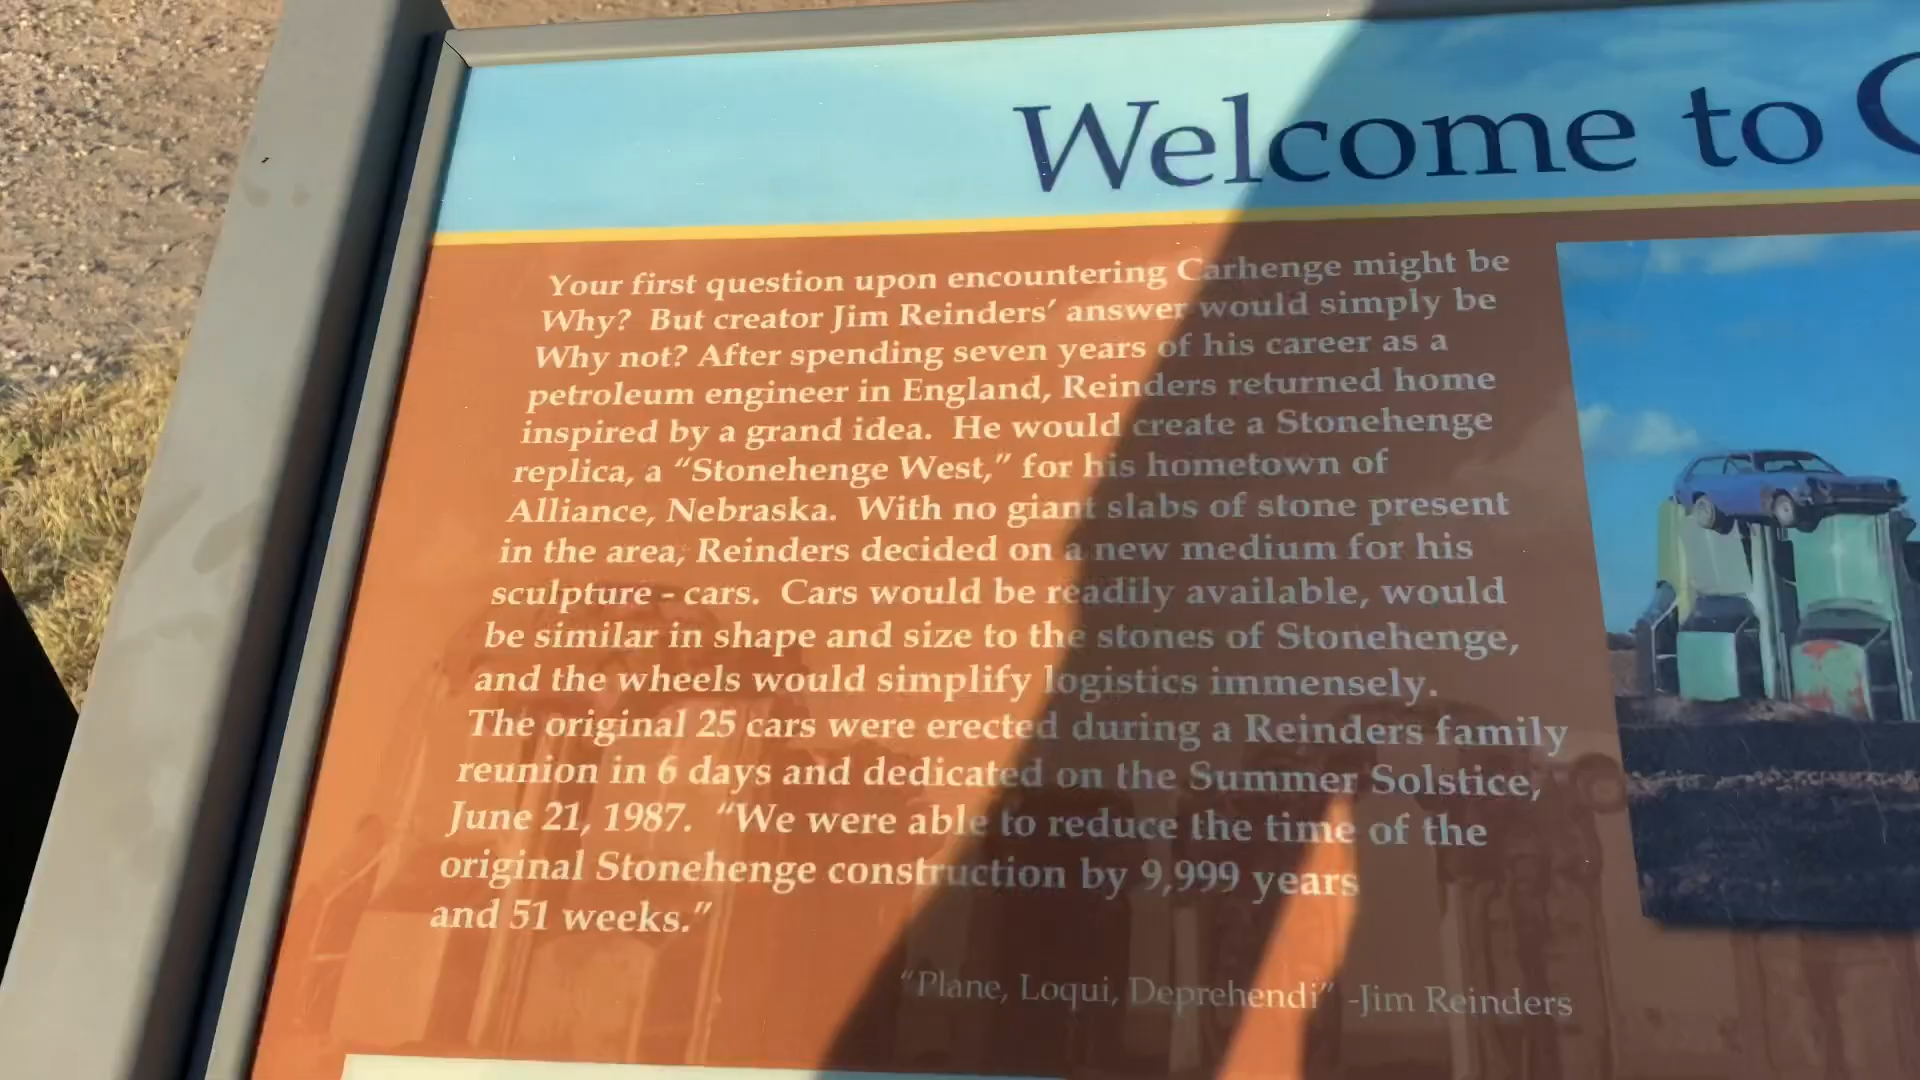 Welcome to
Your first question upon encountering Carhenge might be
Why? But creator Jim Reinders' answer would simply be
Why not? After spending seven years of his career as a
petroleum engineer in England, Reinders returned home
inspired by a grand idea. He would create a Stonehenge
replica, a “Stonehenge West,” for his hometown of
Alliance, Nebraska. With no giant slabs of stone present
in the area, Reinders decided on a new medium for his
sculpture - cars. Cars would be readily available, would
be similar in shape and size to the stones of Stonehenge,
and the wheels would simplify logistics immensely.
The original 25 cars were erected during a Reinders family
reunion in 6 days and dedicated on the Summer Solstice,
June 21, 1987. “We were able to reduce the time of the
original Stonehenge construction by 9,999 years
and 51 weeks.”
“Plane, Loqui, Deprehendi” -Jim Reinders